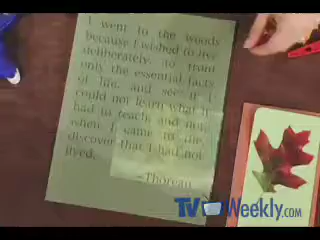 I went to the woods
because I wished to live
deliberately, to front
only the essential facts
of life, and see if I
could not learn what it
had to teach, and not,
when I came to die,
discover that I had not
lived.
-Thoreau
TVWeekly.COM